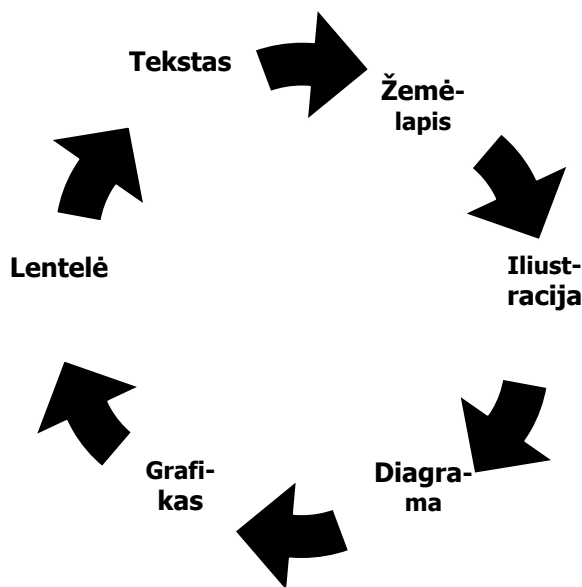 Tekstas
Žemė-
lapis
Iliust-
racija
Diagra-
ma
Grafi-
kas
Lentelė